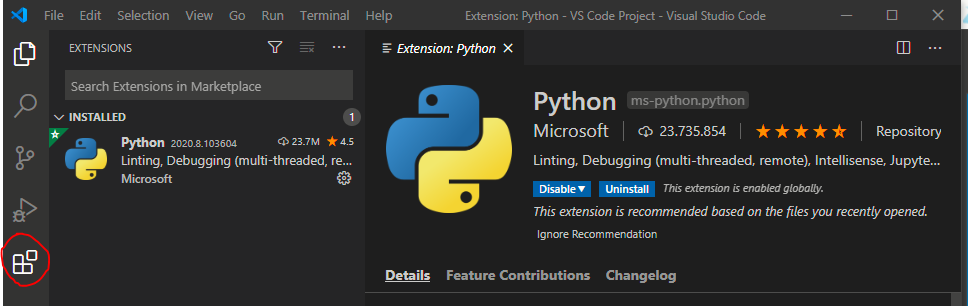 File Edit Selection View Go Run Terminal Help Extension: Python - VS Code Project - Visual Studio Code
EXTENSIONS
Search Extensions in Marketplace
INSTALLED 1
Python 2020.8.103604 23.7M 4.5
Linting, Debugging (multi-threaded, re...
Microsoft
Extension: Python
Python ms-python.python
Microsoft 23.735.854 Repository
Linting, Debugging (multi-threaded, remote), Intellisense, Jupyte...
Disable Uninstall This extension is enabled globally.
This extension is recommended based on the files you recently opened.
Ignore Recommendation
Details Feature Contributions Changelog